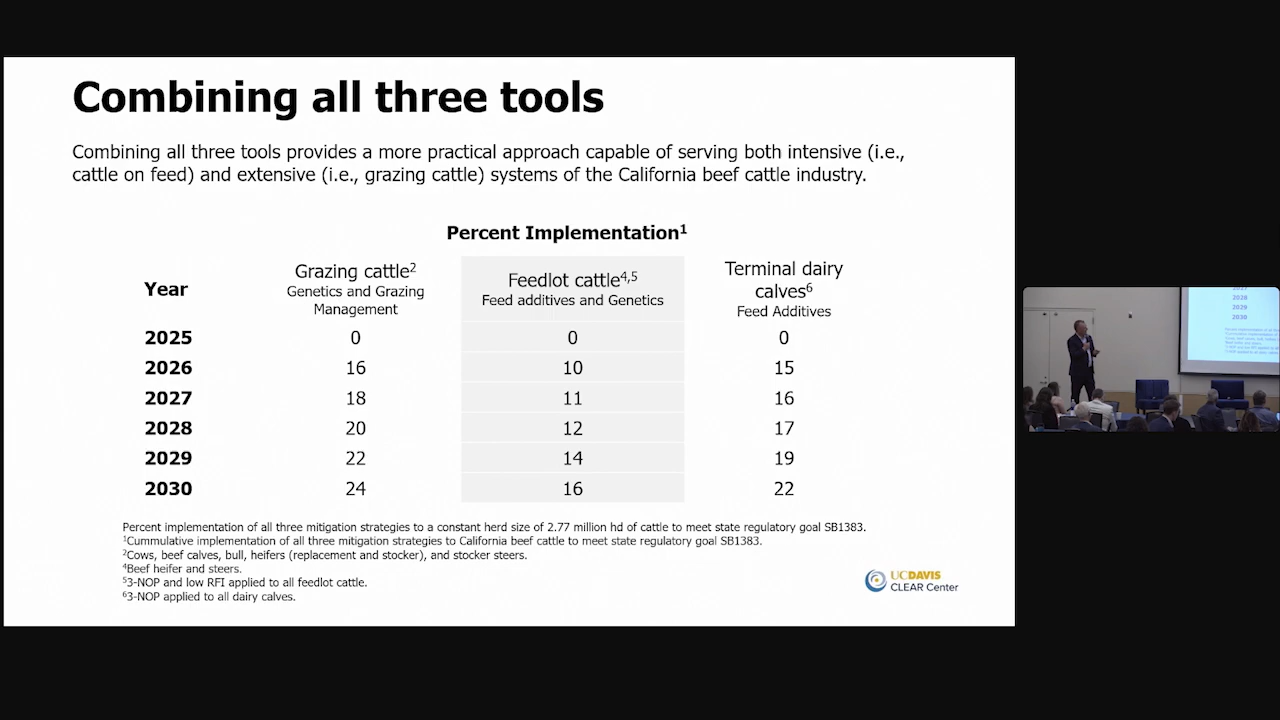 Combining all three tools
Combining all three tools provides a more practical approach capable of serving both intensive (i.e.,
cattle on feed) and extensive (i.e., grazing cattle) systems of the California beef cattle industry.
Percent Implementation¹
Year
Grazing cattle²
Genetics and Grazing
Management
Feedlot cattle⁴,⁵
Feed additives and Genetics
Terminal dairy
calves⁶
Feed Additives
2025 0 0 0
2026 16 10 15
2027 18 11 16
2028 20 12 17
2029 22 14 19
2030 24 16 22
Percent implementation of all three mitigation strategies to a constant herd size of 2.77 million hd of cattle to meet state regulatory goal SB1383.
¹Cummulative implementation of all three mitigation strategies to California beef cattle to meet state regulatory goal SB1383.
²Cows, beef calves, bull, heifers (replacement and stocker), and stocker steers.
⁴Beef heifer and steers.
⁵3-NOP and low RFI applied to all feedlot cattle.
⁶3-NOP applied to all dairy calves.
UCDAVIS
CLEAR Center
2028
2029
2030